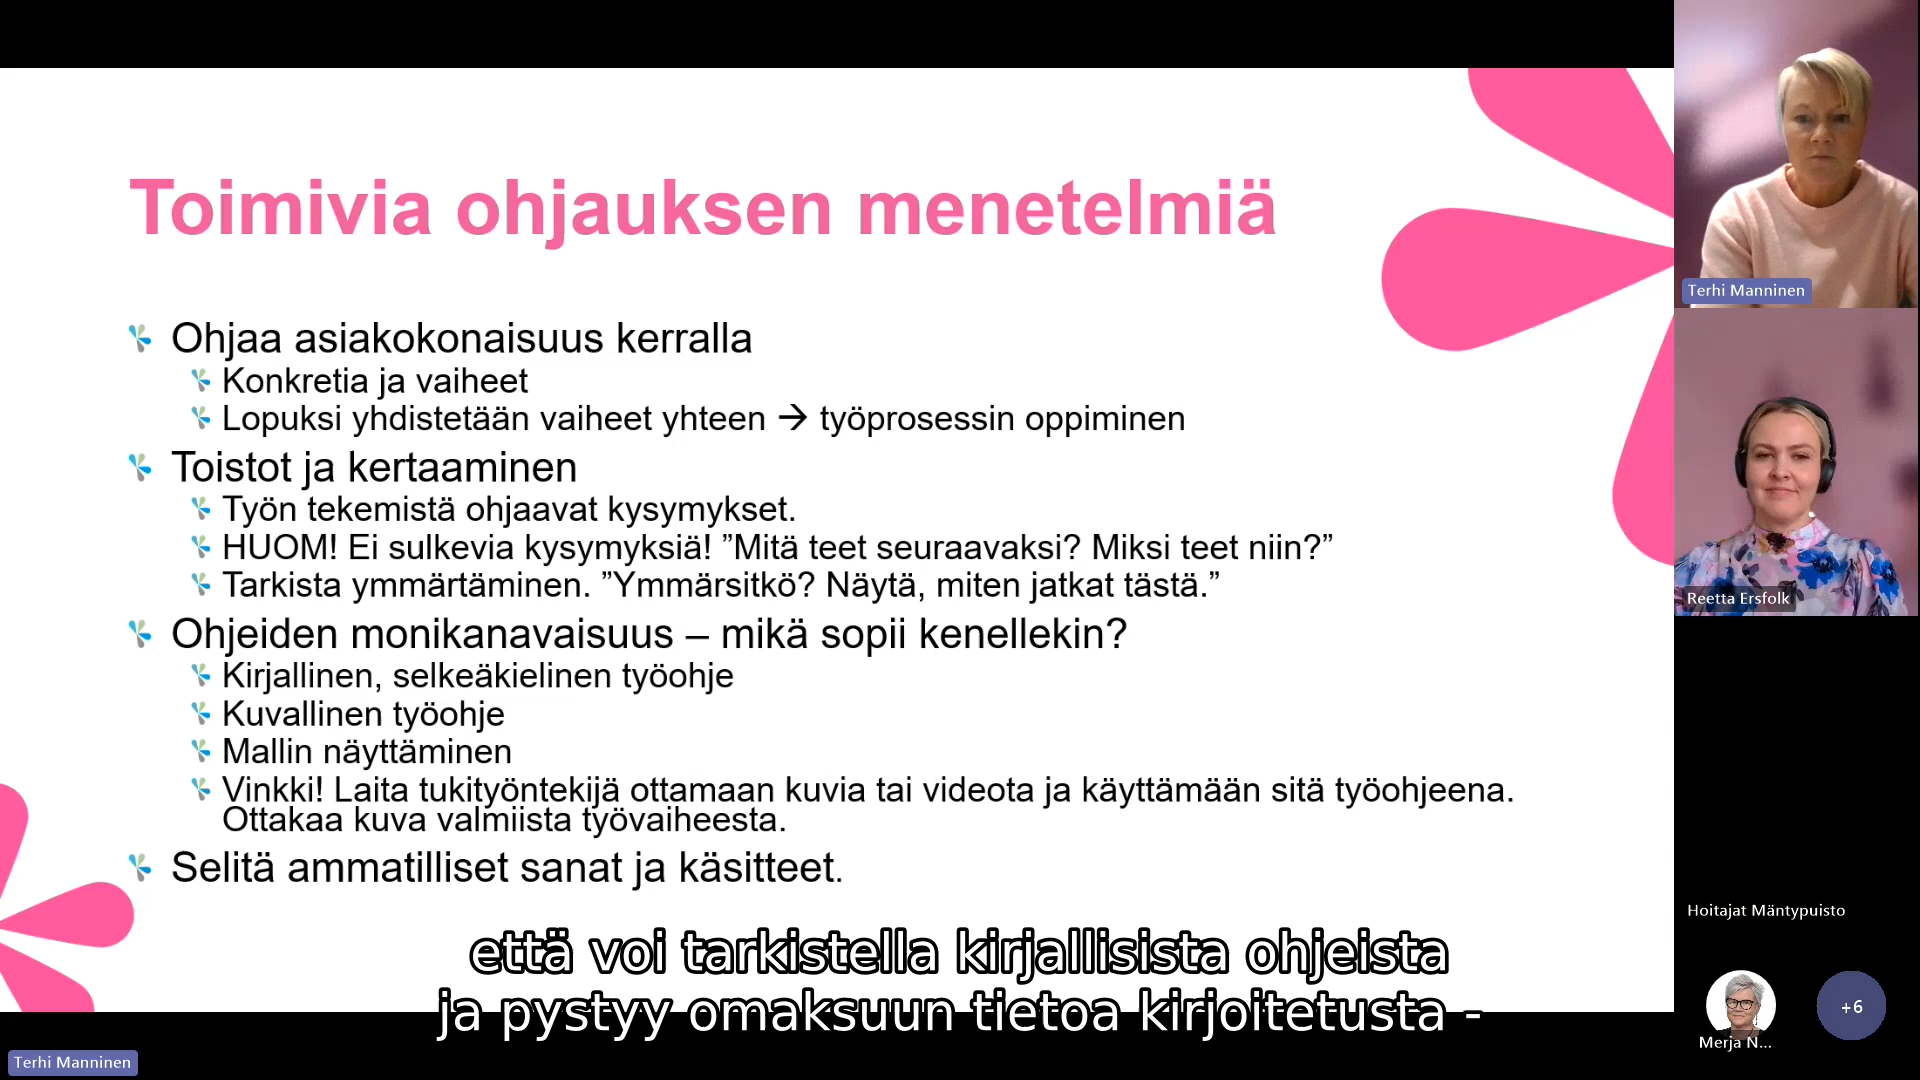 Toimivia ohjauksen menetelmiä
Ohjaa asiakokonaisuus kerralla
Konkretia ja vaiheet
Lopuksi yhdistetään vaiheet yhteen → työprosessin oppiminen
Toistot ja kertaaminen
Työn tekemistä ohjaavat kysymykset.
HUOM! Ei sulkevia kysymyksiä! ”Mitä teet seuraavaksi? Miksi teet niin?”
Tarkista ymmärtäminen. ”Ymmärsitkö? Näytä, miten jatkat tästä.”
Ohjeiden monikanavaisuus – mikä sopii kenellekin?
Kirjallinen, selkeäkielinen työohje
Kuvallinen työohje
Mallin näyttäminen
Vinkki! Laita tukityöntekijä ottamaan kuvia tai videota ja käyttämään sitä työohjeena.
Ottakaa kuva valmiista työvaiheesta.
Selitä ammatilliset sanat ja käsitteet.
että voi tarkistella kirjallisista ohjeista
ja pystyy omaksuun tietoa kirjoitetusta -
Terhi Manninen
Terhi Manninen
Reetta Ersfolk
Hoitajat Mäntypuisto
+6
Merja N...